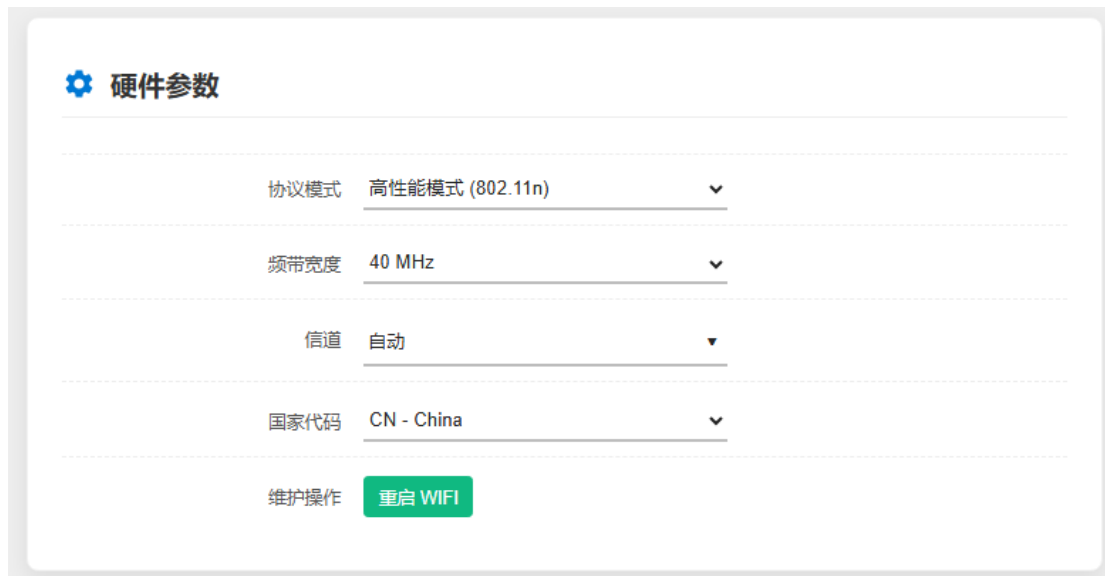 硬件参数
协议模式 高性能模式 (802.11n)
频带宽度 40 MHz
信道 自动
国家代码 CN - China
维护操作 重启 WIFI